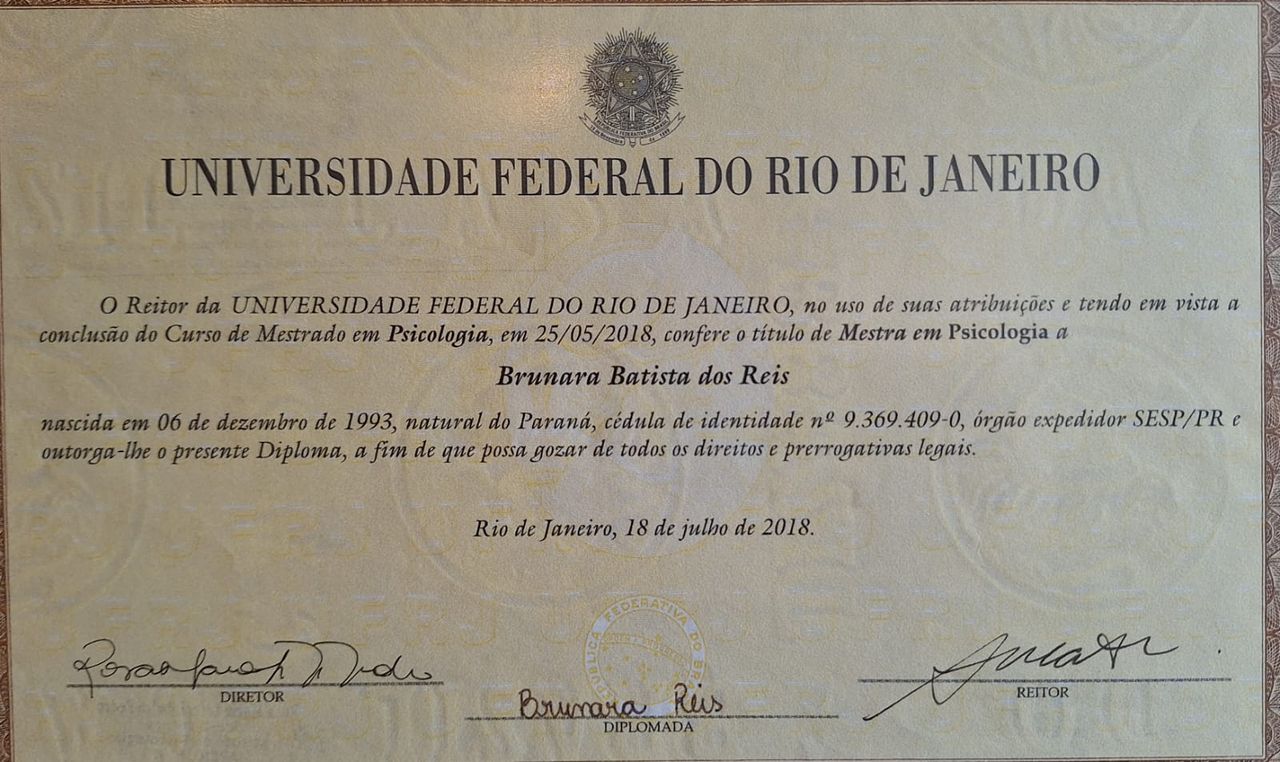 UNIVERSIDADE FEDERAL DO RIO DE JANEIRO
O Reitor da UNIVERSIDADE FEDERAL DO RIO DE JANEIRO, no uso de suas atribuições e tendo em vista a
conclusão do Curso de Mestrado em Psicologia, em 25/05/2018, confere o título de Mestra em Psicologia a
Brunara Batista dos Reis
nascida em 06 de dezembro de 1993, natural do Paraná, cédula de identidade nº 9.369.409-0, órgão expedidor SESP/PR e
outorga-lhe o presente Diploma, a fim de que possa gozar de todos os direitos e prerrogativas legais.
Rio de Janeiro, 18 de julho de 2018.
REPÚBLICA FEDERATIVA DO BR
DIRETOR
Brunara Reis
DIPLOMADA
REITOR